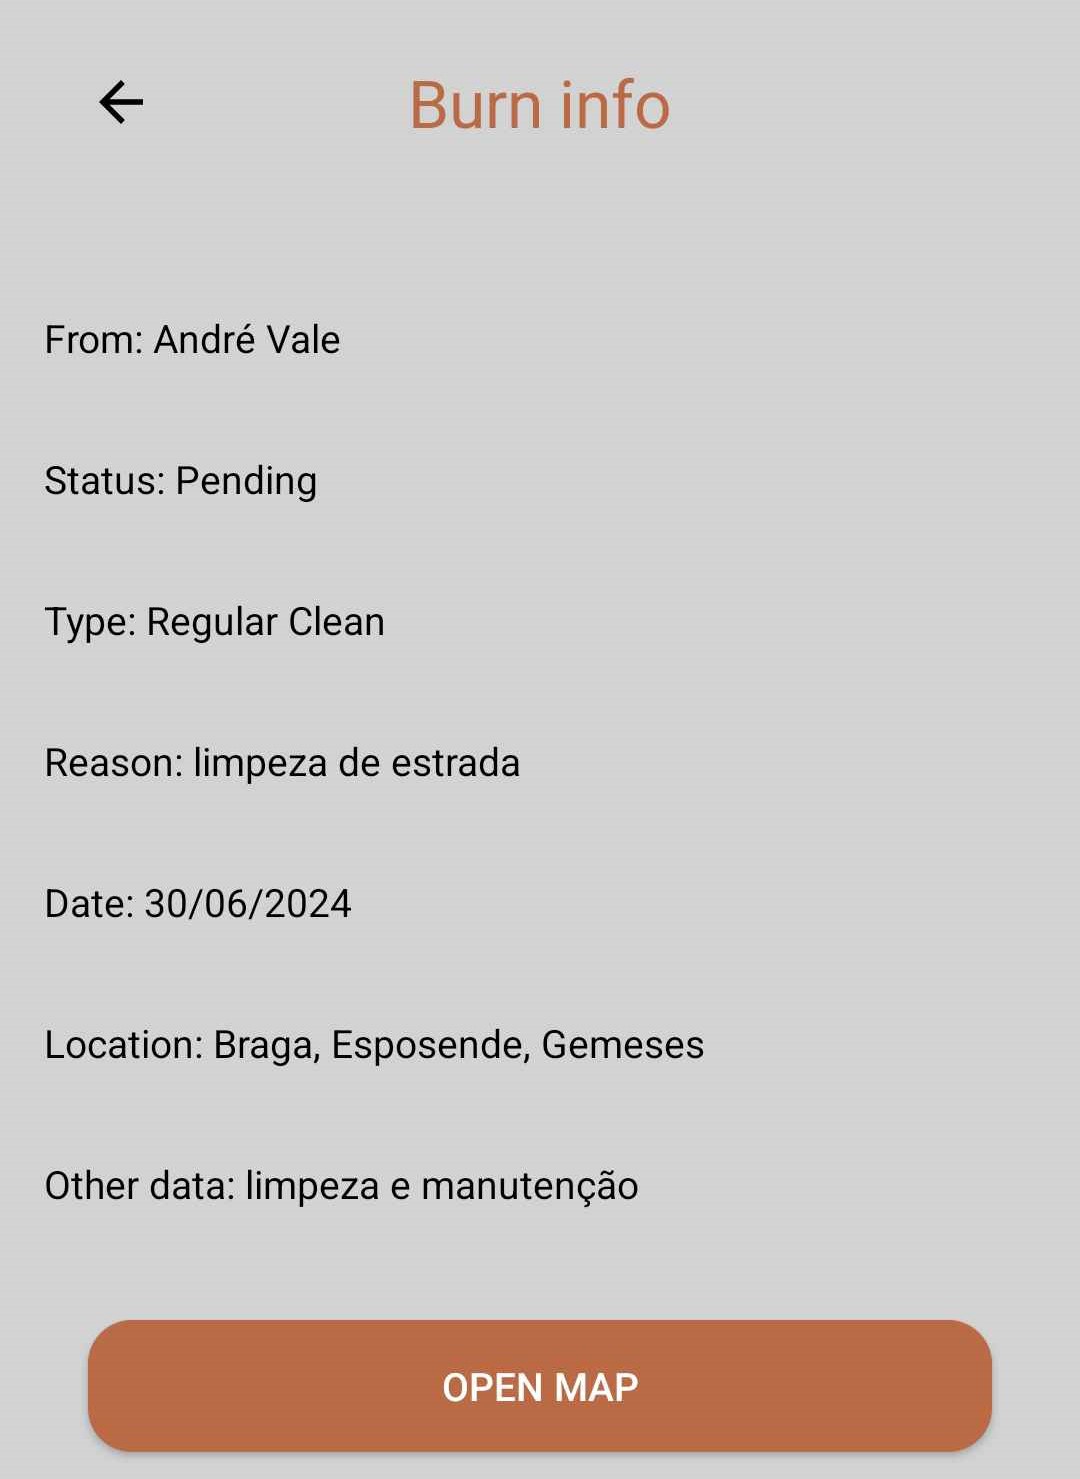 Burn info
From: André Vale
Status: Pending
Type: Regular Clean
Reason: limpeza de estrada
Date: 30/06/2024
Location: Braga, Esposende, Gemeses
Other data: limpeza e manutenção
OPEN MAP